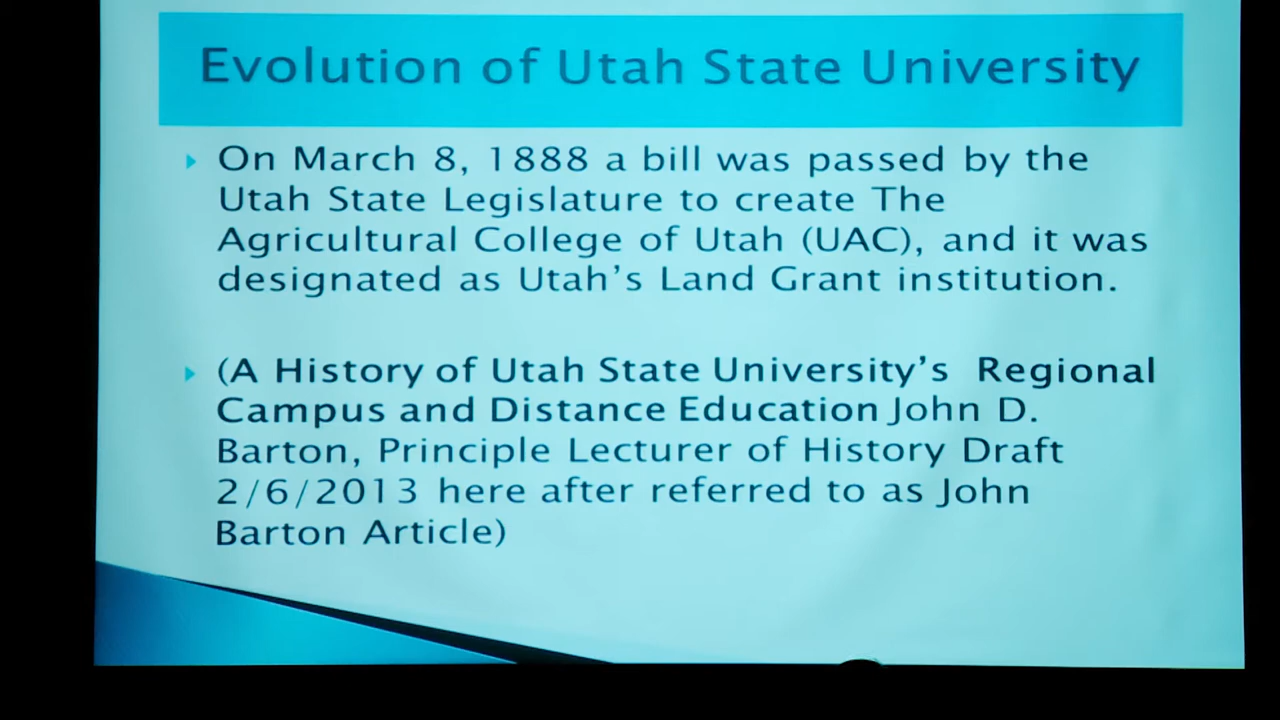 Evolution of Utah State University
On March 8, 1888 a bill was passed by the
Utah State Legislature to create The
Agricultural College of Utah (UAC), and it was
designated as Utah's Land Grant institution.
(A History of Utah State University's Regional
Campus and Distance Education John D.
Barton, Principle Lecturer of History Draft
2/6/2013 here after referred to as John
Barton Article)